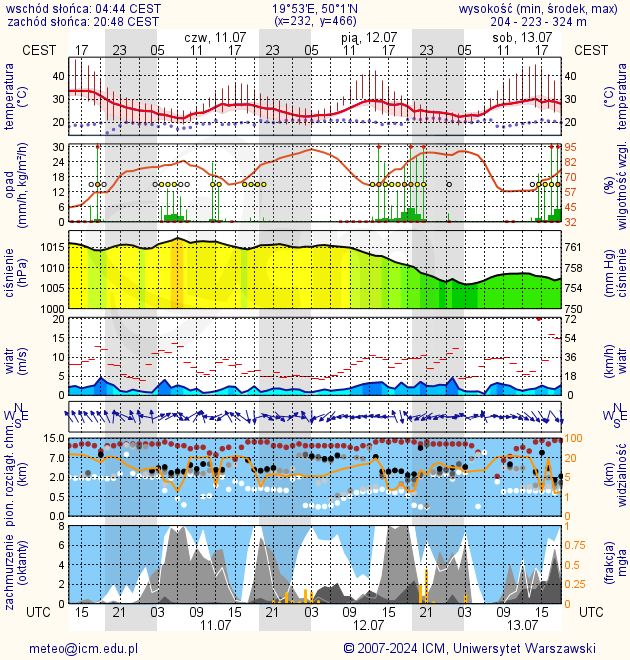 wschód słońca: 04:44 CEST 19°53'E, 50°1'N wysokość (min, środek, max)
zachód słońca: 20:48 CEST (x=232, y=466) 204 - 223 - 324 m
czw, 11.07 pią, 12.07 sob, 13.07
CEST 17 23 05 11 17 23 05 11 17 23 05 11 17 CEST
temperatura (°C) 40 30 20 40 30 20 (°C) temperatura
opad (mm/h, kg/m²/h) 30 24 18 12 6 0 95 86 77 67 57 45 32 (%) wilgotność wzgl.
ciśnienie (hPa) 1015 1010 1005 1000 761 758 754 750 (mm Hg) ciśnienie
wiatr (m/s) 20 15 10 5 0 72 54 36 18 0 (km/h) wiatr
N W E S N W E S
pion. rozciągł. chm. (km) 15.0 7.0 2.0 0.5 0.0 100 20 5 1 0 (km) widzialność
zachmurzenie (oktanty) 8 6 4 2 0 1 0.75 0.5 0.25 0 (frakcja) mgła
UTC 15 21 03 09 15 21 03 09 15 21 03 09 15 UTC
11.07 12.07 13.07
meteo@icm.edu.pl © 2007-2024 ICM, Uniwersytet Warszawski